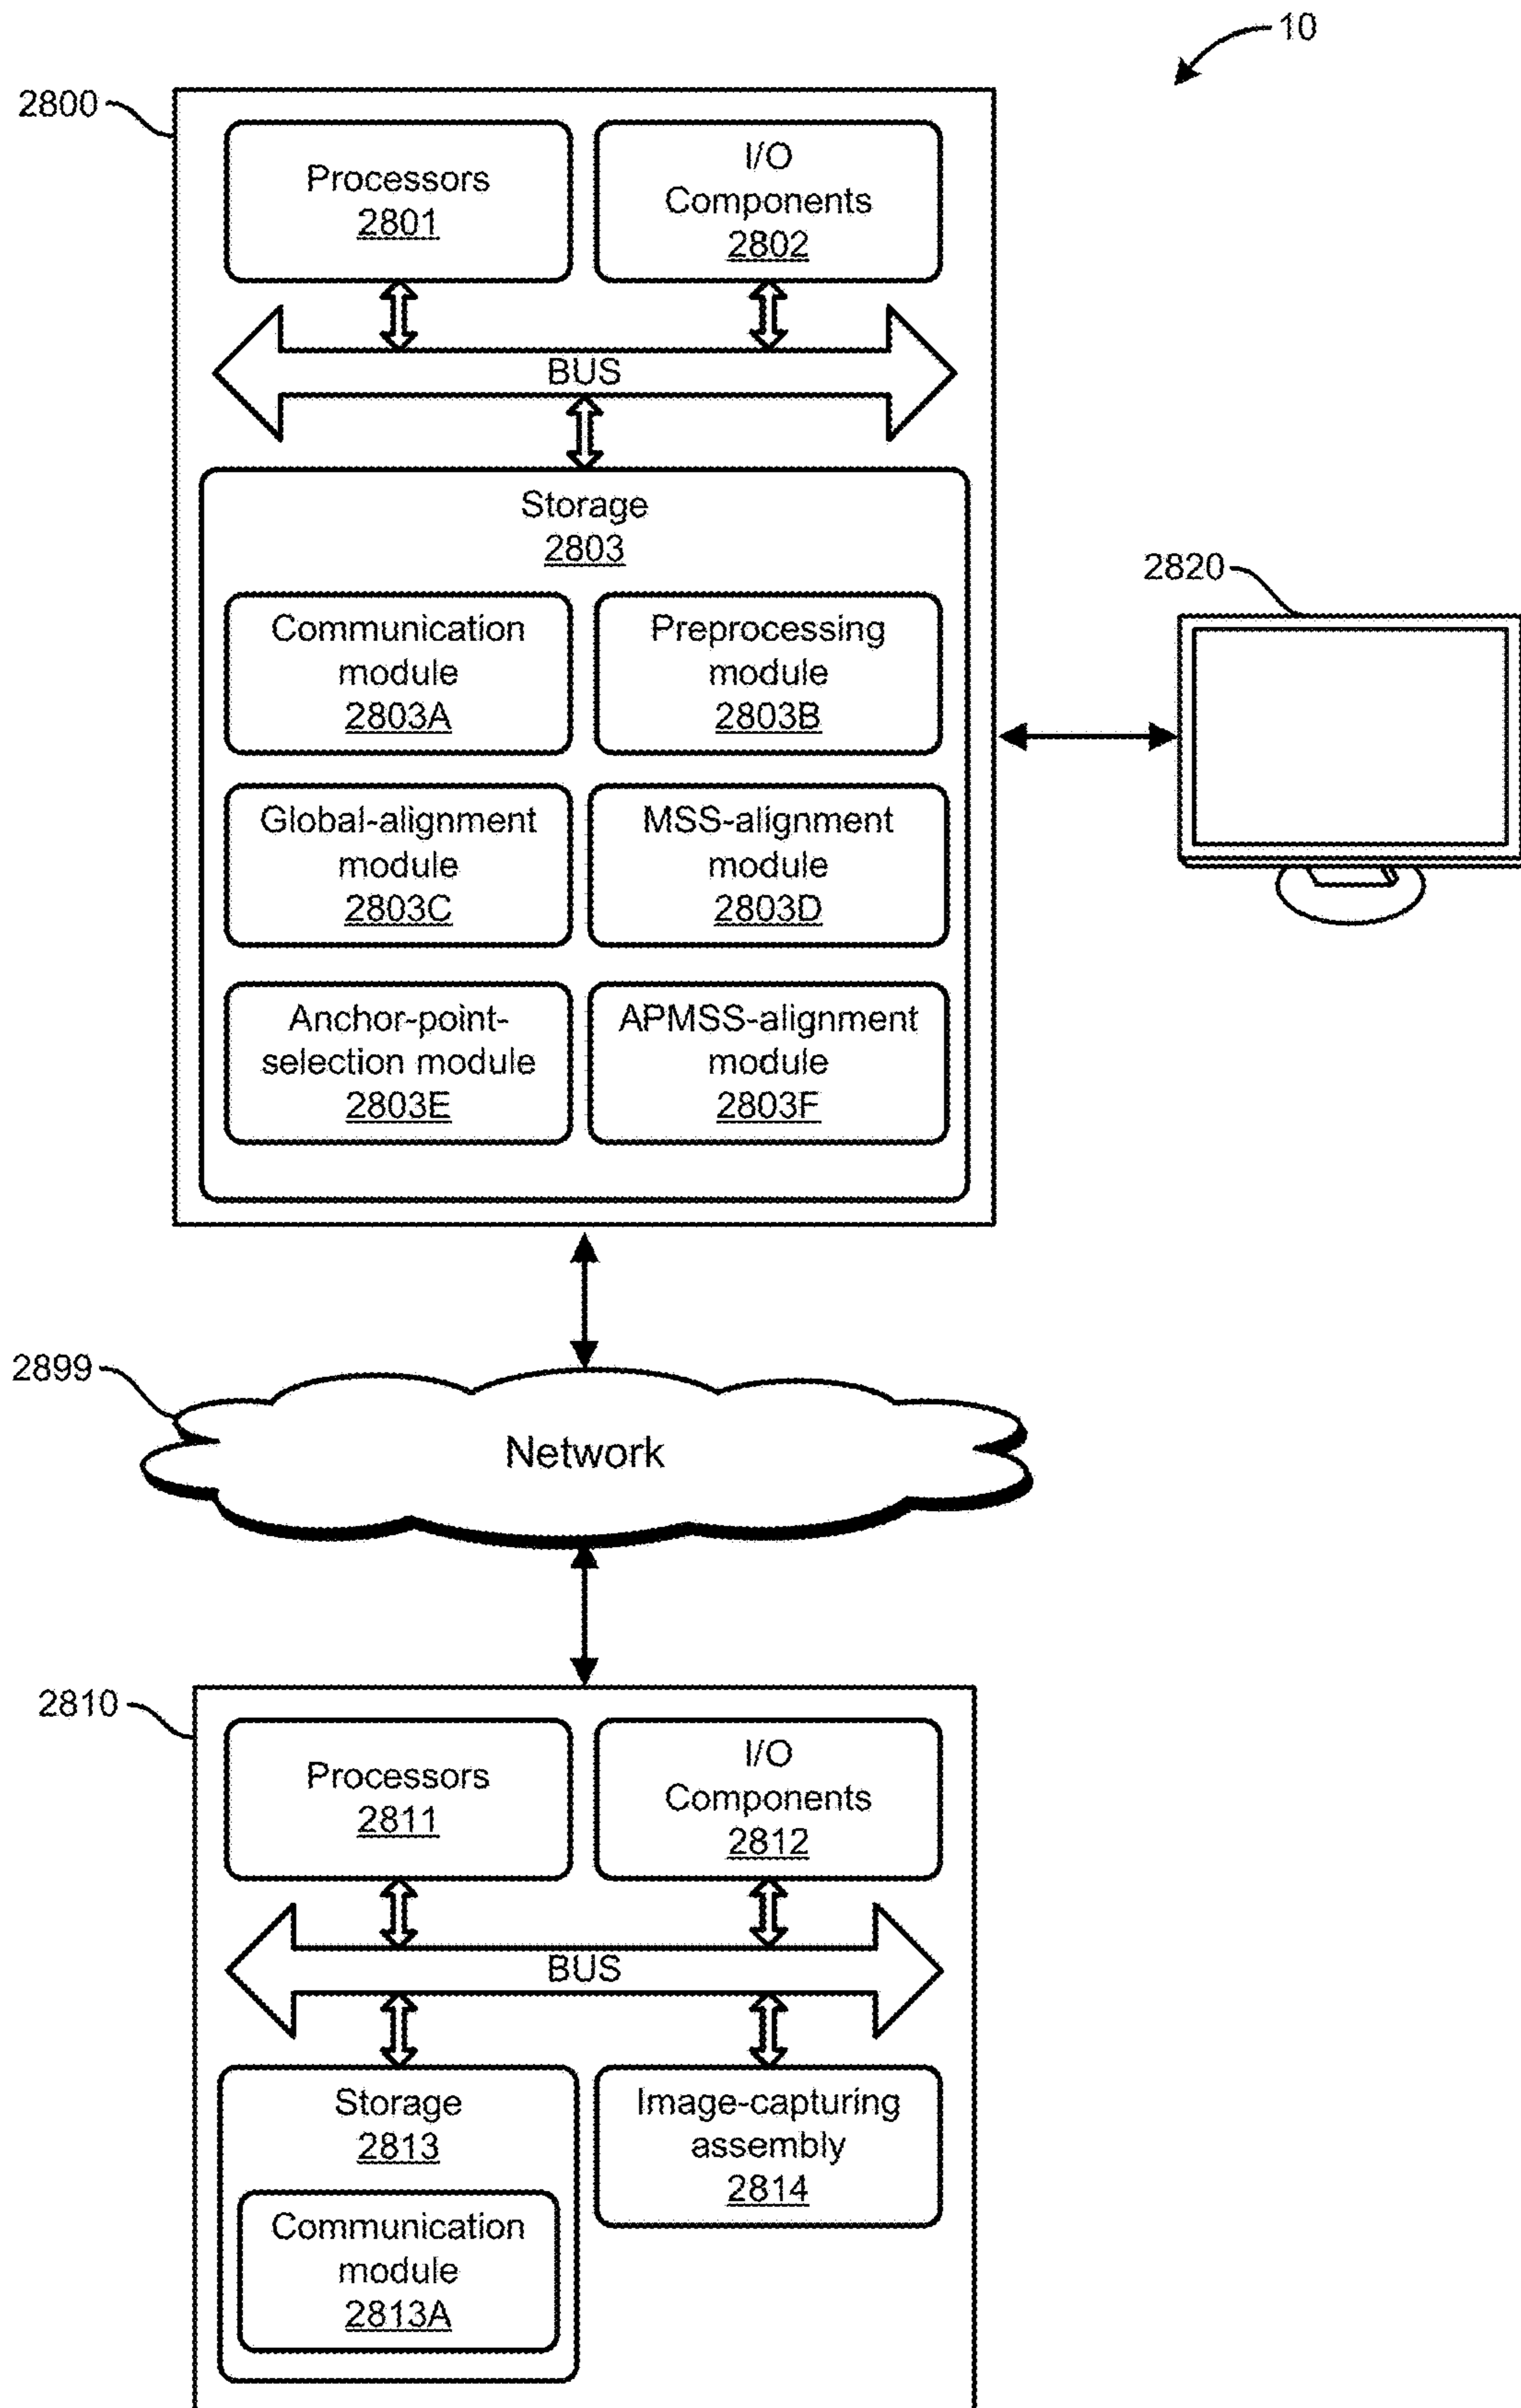 10
2800
Processors
2801
I/O
Components
2802
BUS
Storage
2803
Communication
module
2803A
Preprocessing
module
2803B
Global-alignment
module
2803C
MSS-alignment
module
2803D
Anchor-point-
selection module
2803E
APMSS-alignment
module
2803F
2820
2899
Network
2810
Processors
2811
I/O
Components
2812
BUS
Storage
2813
Communication
module
2813A
Image-capturing
assembly
2814